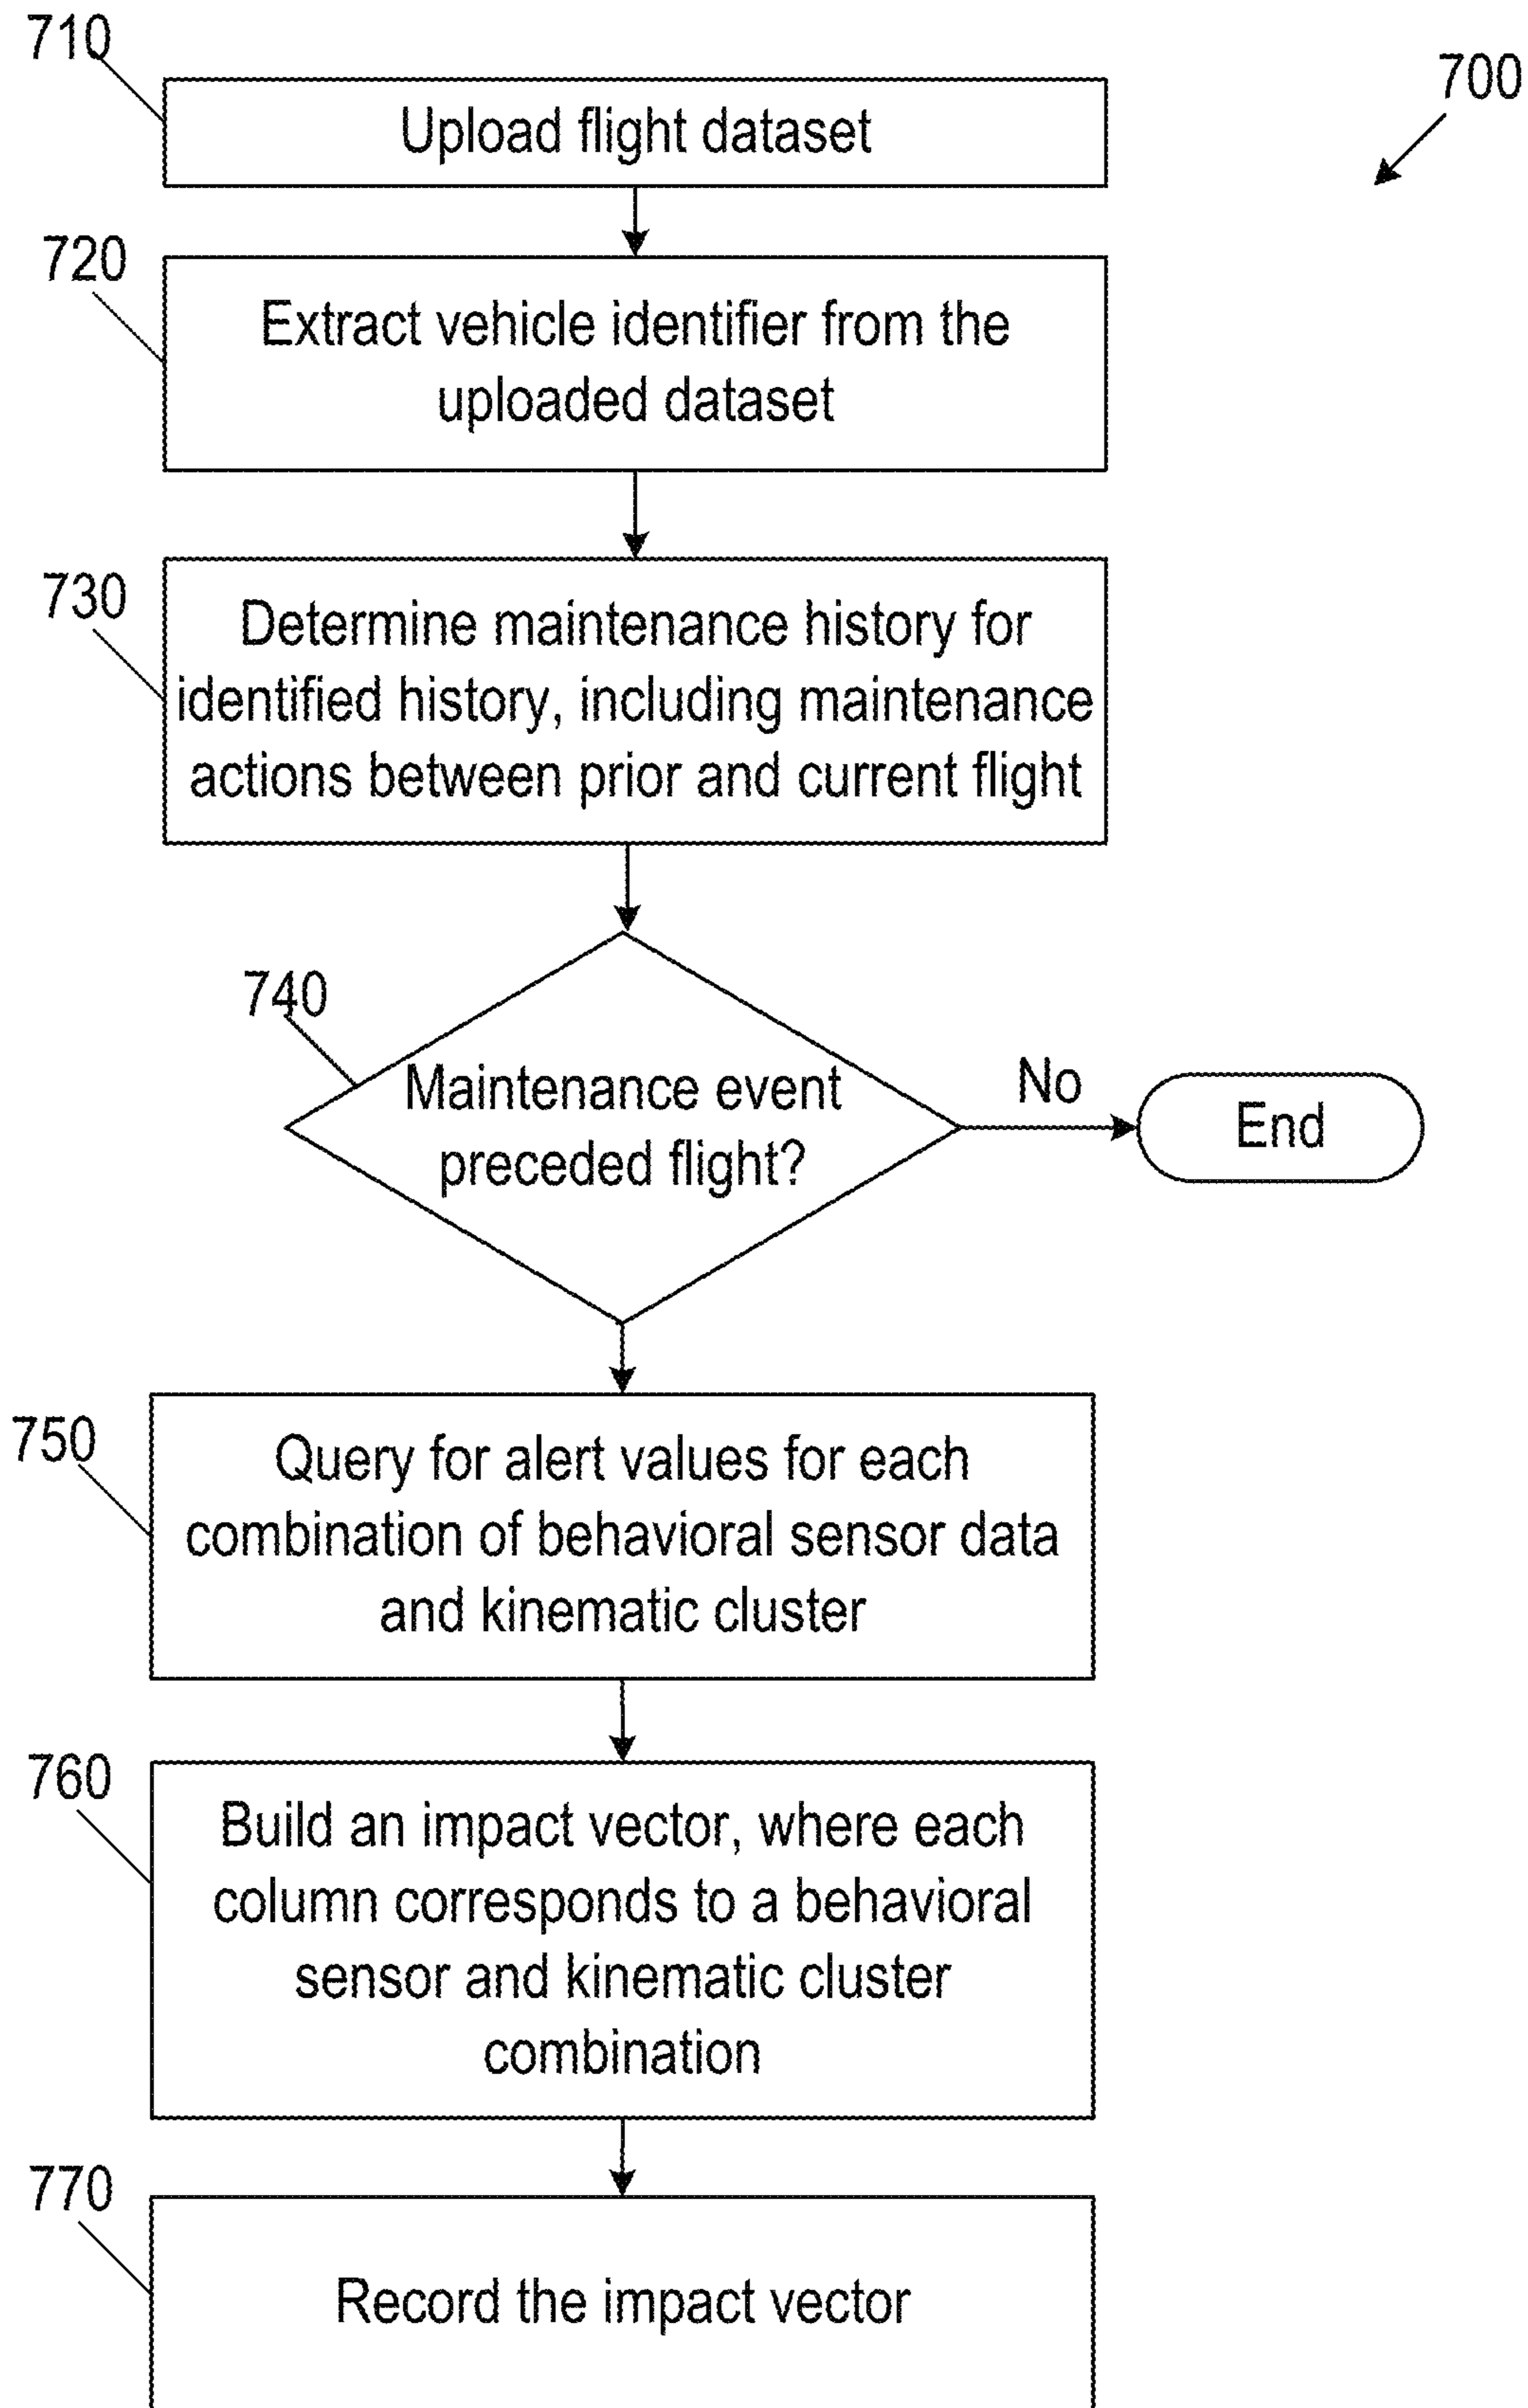 710
700
Upload flight dataset
720
Extract vehicle identifier from the
uploaded dataset
730
Determine maintenance history for
identified history, including maintenance
actions between prior and current flight
740
Maintenance event
preceded flight?
No
End
750
Query for alert values for each
combination of behavioral sensor data
and kinematic cluster
760
Build an impact vector, where each
column corresponds to a behavioral
sensor and kinematic cluster
combination
770
Record the impact vector